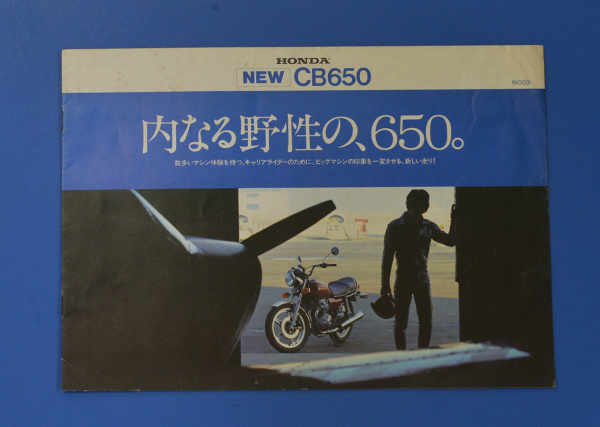 HONDA
NEW CB650
RC03
内なる野性の、650。
数多いマシン体験を持つ、キャリアライダーのために、ビッグマシンの印象を一変させる、新しい走り!